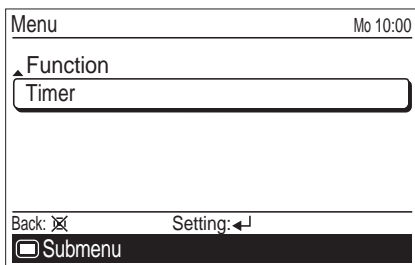 Menu Mo 10:00
Function
Timer
Back: Setting:
Submenu